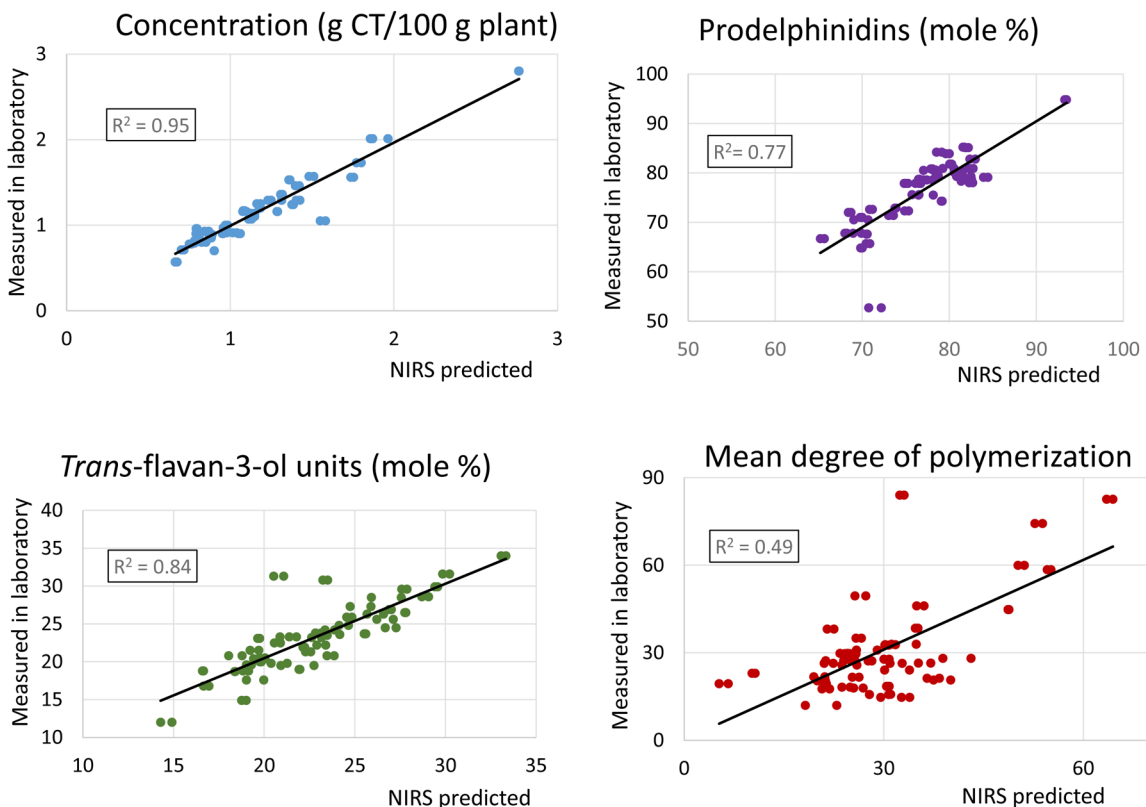 Concentration (g CT/100 g plant)
Measured in laboratory
3
2
1
0
R² = 0.95
0 1 2 3
NIRS predicted
Prodelphinidins (mole %)
Measured in laboratory
100
90
80
70
60
50
R²= 0.77
50 60 70 80 90 100
NIRS predicted
Trans-flavan-3-ol units (mole %)
Measured in laboratory
40
35
30
25
20
15
10
R² = 0.84
10 15 20 25 30 35
NIRS predicted
Mean degree of polymerization
Measured in laboratory
90
60
30
0
R² = 0.49
0 30 60
NIRS predicted